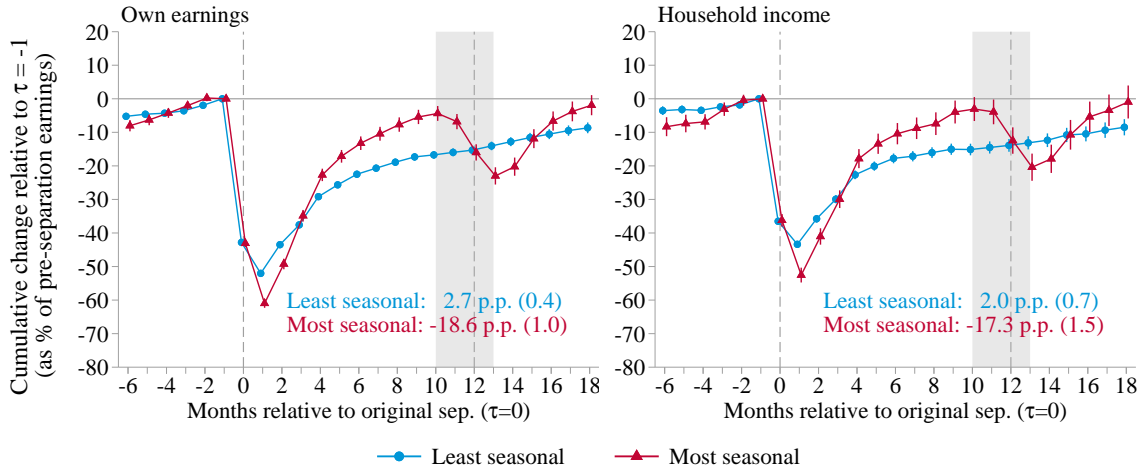 Own earnings
Household income
Cumulative change relative to τ = -1
(as % of pre-separation earnings)
20
10
0
-10
-20
-30
-40
-50
-60
-70
-80
Least seasonal: 2.7 p.p. (0.4)
Most seasonal: -18.6 p.p. (1.0)
-6 -4 -2 0 2 4 6 8 10 12 14 16 18
Months relative to original sep. (τ=0)
20
10
0
-10
-20
-30
-40
-50
-60
-70
-80
Least seasonal: 2.0 p.p. (0.7)
Most seasonal: -17.3 p.p. (1.5)
-6 -4 -2 0 2 4 6 8 10 12 14 16 18
Months relative to original sep. (τ=0)
Least seasonal
Most seasonal